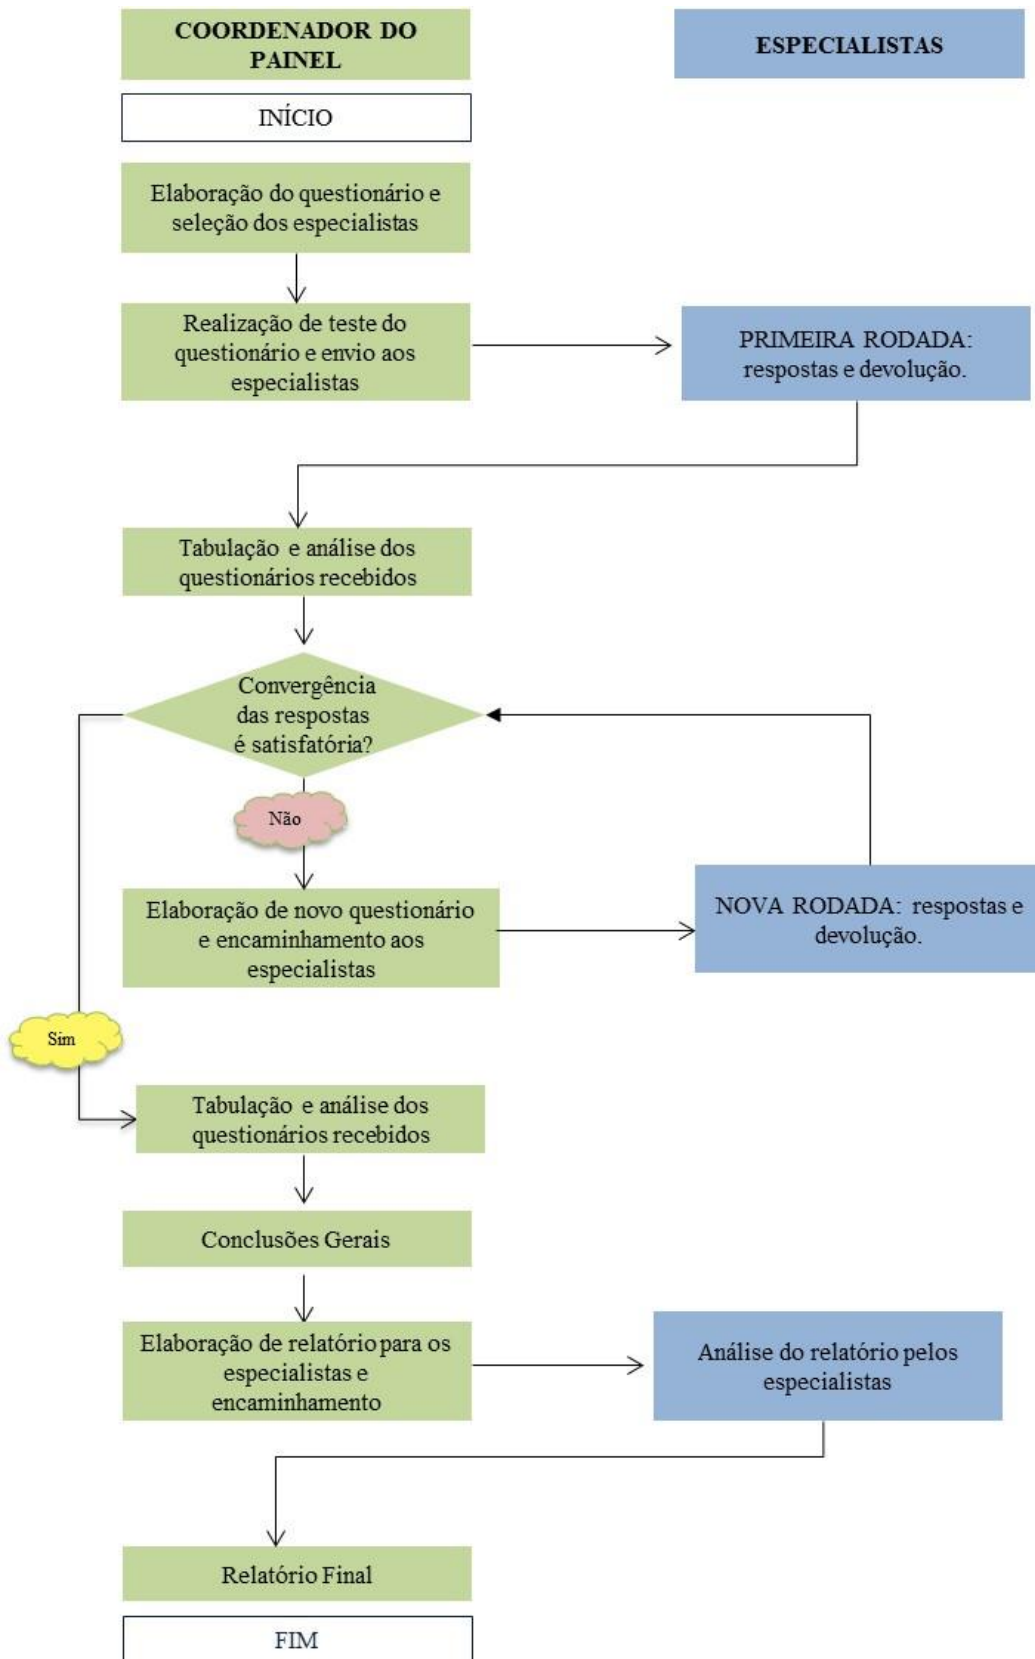 COORDENADOR DO
PAINEL
ESPECIALISTAS
INÍCIO
Elaboração do questionário e
seleção dos especialistas
Realização de teste do
questionário e envio aos
especialistas
PRIMEIRA RODADA:
respostas e devolução.
Tabulação e análise dos
questionários recebidos
Convergência
das respostas
é satisfatória?
Não
Elaboração de novo questionário
e encaminhamento aos
especialistas
NOVA RODADA: respostas e
devolução.
Sim
Tabulação e análise dos
questionários recebidos
Conclusões Gerais
Elaboração de relatório para os
especialistas e
encaminhamento
Análise do relatório pelos
especialistas
Relatório Final
FIM